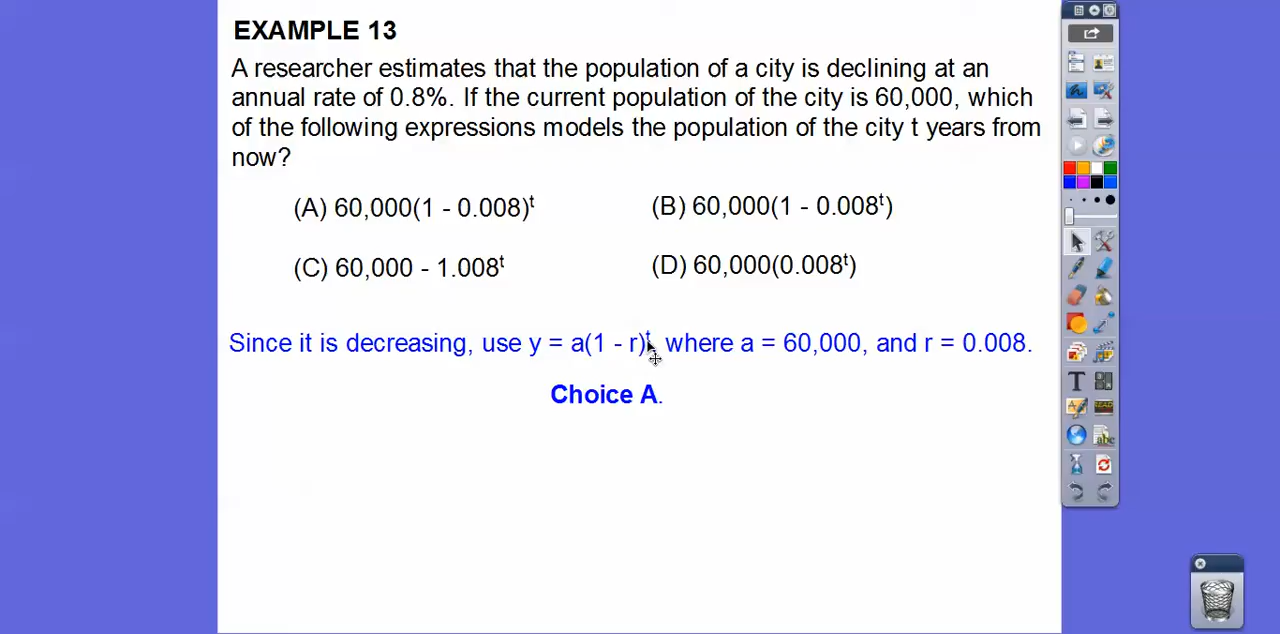 EXAMPLE 13
A researcher estimates that the population of a city is declining at an
annual rate of 0.8%. If the current population of the city is 60,000, which
of the following expressions models the population of the city t years from
now?
(A) 60,000(1 - 0.008)ᵗ (B) 60,000(1 - 0.008ᵗ)
(C) 60,000 - 1.008ᵗ (D) 60,000(0.008ᵗ)
Since it is decreasing, use y = a(1 - r)ᵗ, where a = 60,000, and r = 0.008.
Choice A.